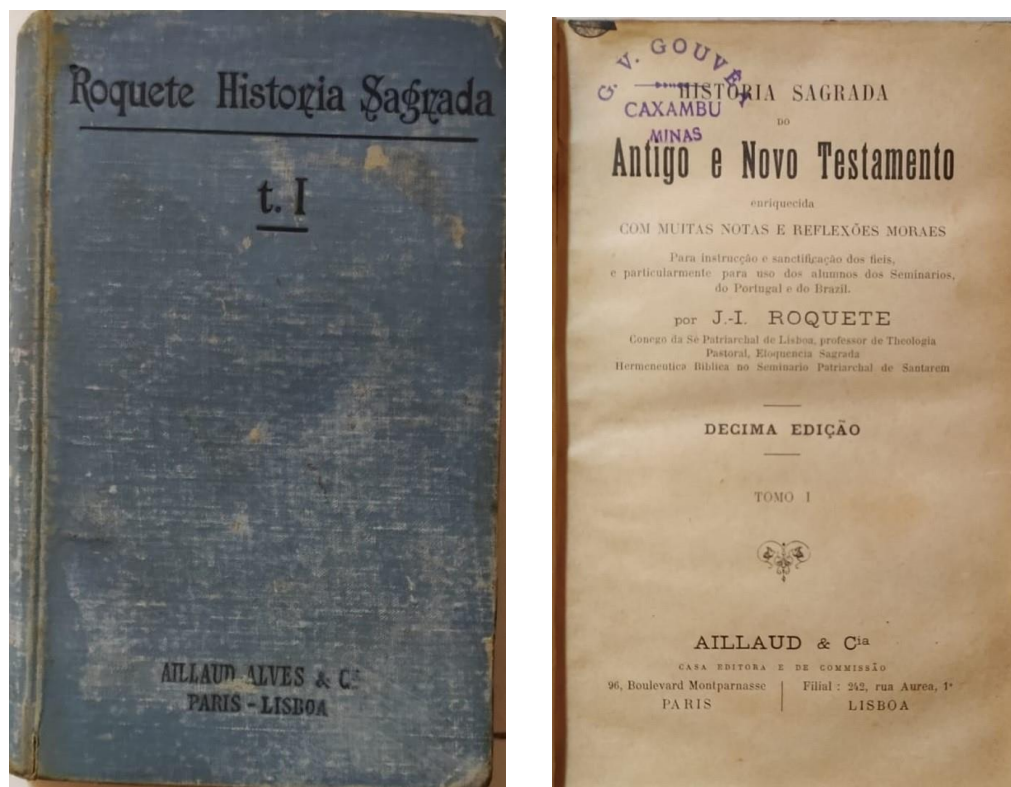 Roquete Historia Sagrada
t. I
AILLAUD ALVES & Cª
PARIS - LISBOA
G. V. GOUVÊA
CAXAMBU
MINAS
HISTORIA SAGRADA
DO
Antigo e Novo Testamento
enriquecida
COM MUITAS NOTAS E REFLEXÕES MORAES
Para instrucção e sanctificação dos fieis,
e particularmente para uso dos alumnos dos Seminarios,
do Portugal e do Brazil.
por J.-I. ROQUETE
Conego da Sé Patriarchal de Lisboa, professor de Theologia
Pastoral, Eloquencia Sagrada
Hermeneutica Biblica no Seminario Patriarchal de Santarem
DECIMA EDIÇÃO
TOMO I
AILLAUD & Cia
CASA EDITORA E DE COMMISSÃO
96, Boulevard Montparnasse
PARIS
Filial : 242, rua Aurea, 1º
LISBOA